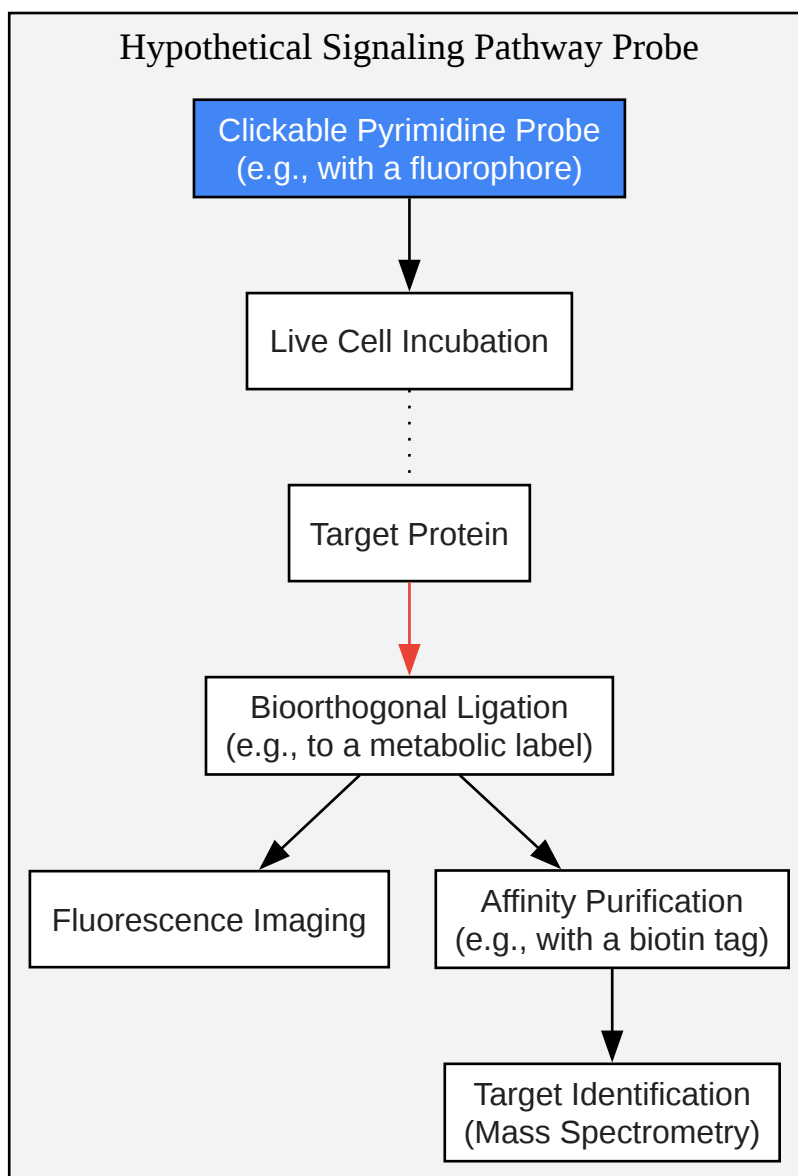 Hypothetical Signaling Pathway Probe
Clickable Pyrimidine Probe
(e.g., with a fluorophore)
Live Cell Incubation
Target Protein
Bioorthogonal Ligation
(e.g., to a metabolic label)
Fluorescence Imaging
Affinity Purification
(e.g., with a biotin tag)
Target Identification
(Mass Spectrometry)